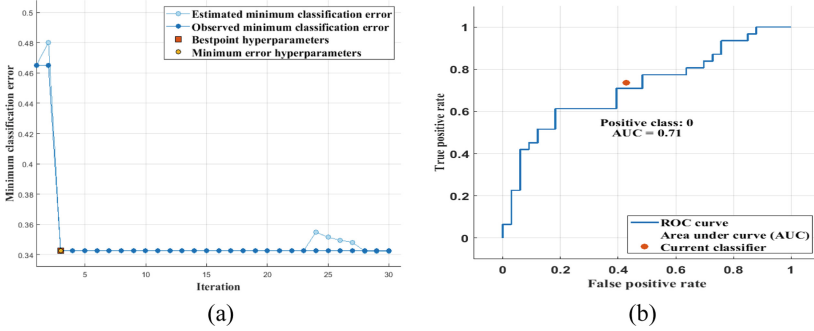 Estimated minimum classification error
Observed minimum classification error
Bestpoint hyperparameters
Minimum error hyperparameters
Minimum classification error
0.5
0.48
0.46
0.44
0.42
0.4
0.38
0.36
0.34
5
10
15
20
25
30
Iteration
(a)
True positive rate
1
0.8
0.6
0.4
0.2
0
Positive class: 0
AUC = 0.71
ROC curve
Area under curve (AUC)
Current classifier
0
0.2
0.4
0.6
0.8
1
False positive rate
(b)